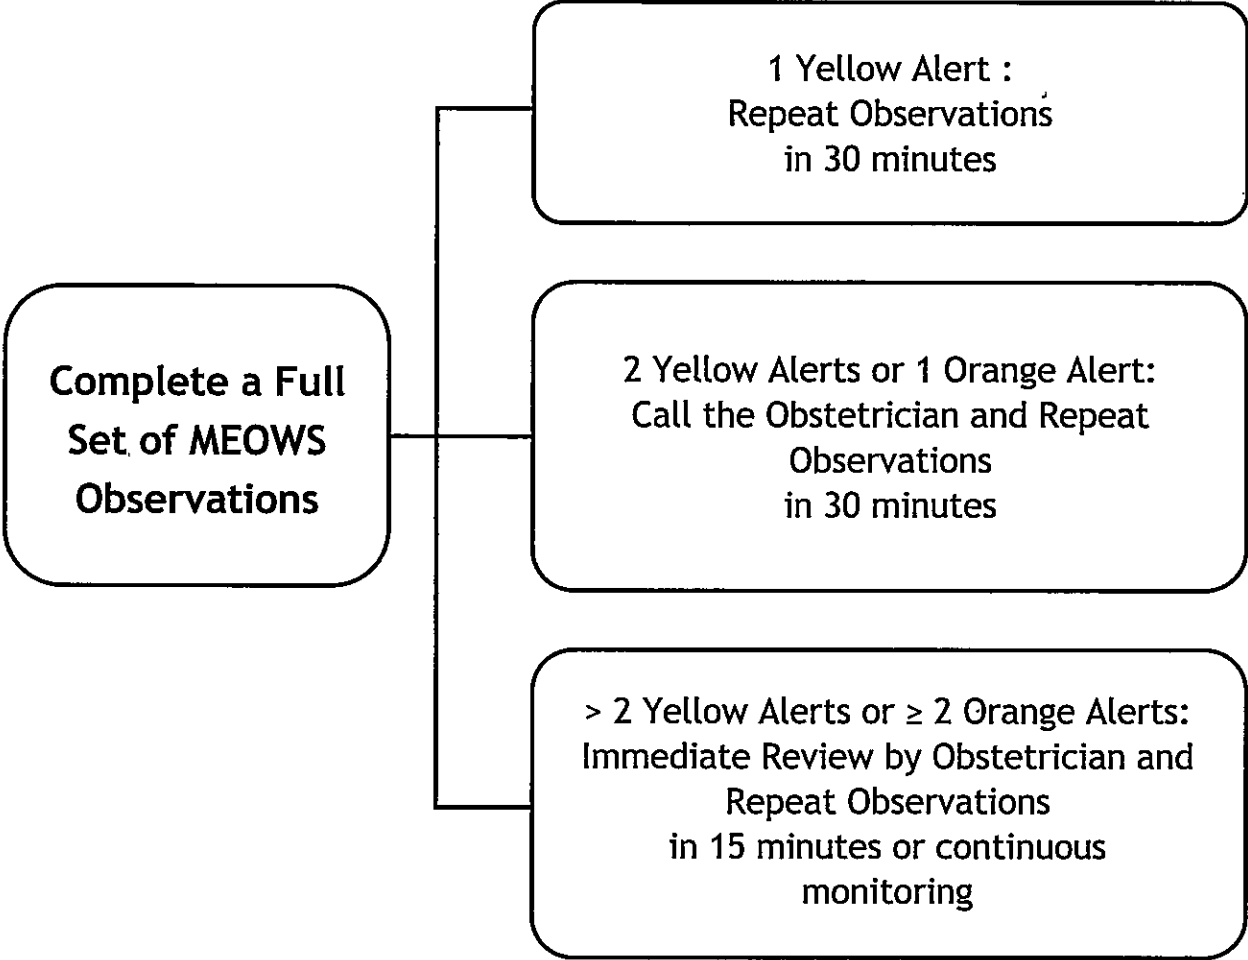 1 Yellow Alert :
Repeat Observations
in 30 minutes
Complete a Full
Set of MEOWS
Observations
2 Yellow Alerts or 1 Orange Alert:
Call the Obstetrician and Repeat
Observations
in 30 minutes
> 2 Yellow Alerts or ≥ 2 Orange Alerts:
Immediate Review by Obstetrician and
Repeat Observations
in 15 minutes or continuous
monitoring